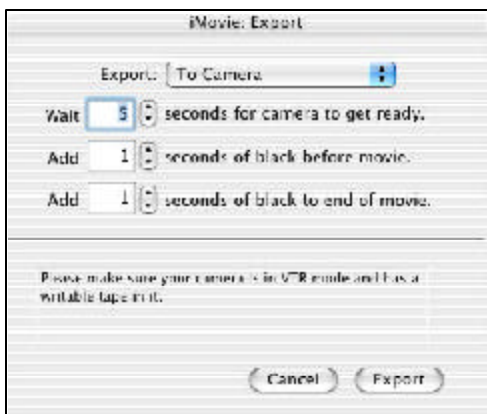 iMovie: Export
Export: To Camera
Wait 5 seconds for camera to get ready.
Add 1 seconds of black before movie.
Add 1 seconds of black to end of movie.
Please make sure your camera is in VTR mode and has a
writable tape in it.
Cancel Export